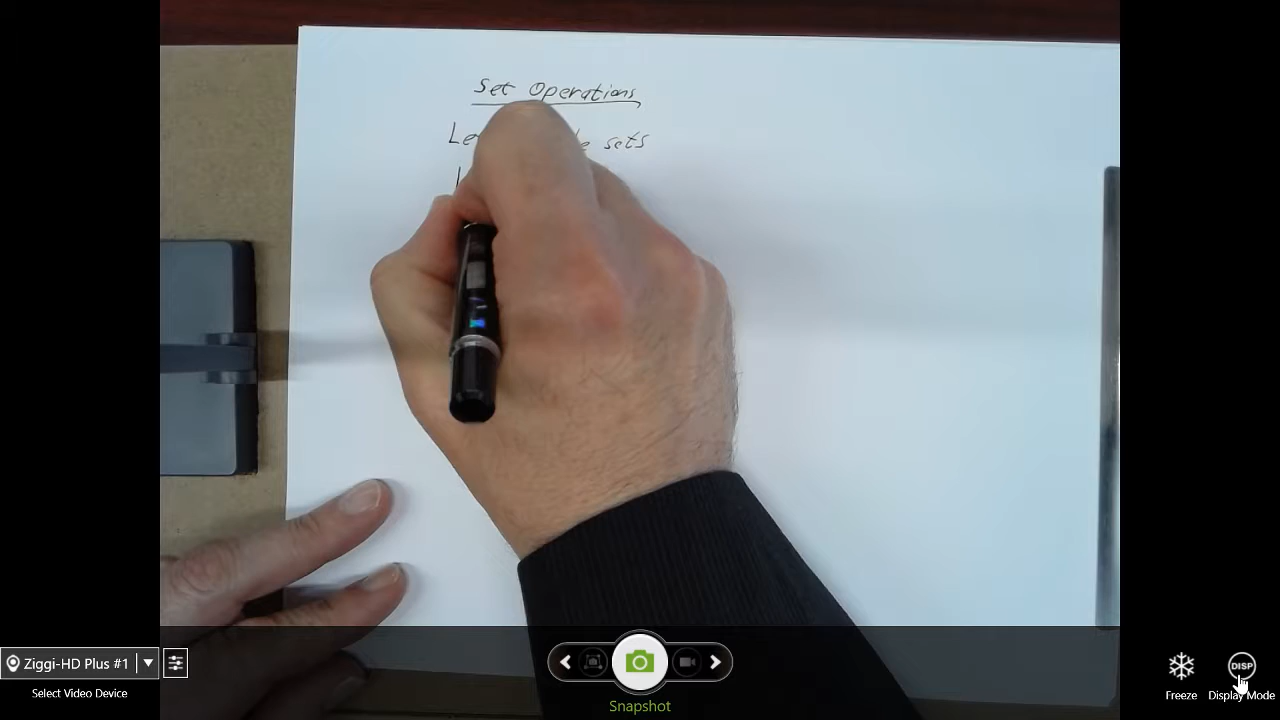 Set Operations
sets
Ziggi-HD Plus #1
Select Video Device
Snapshot
Freeze
DISP
Display Mode